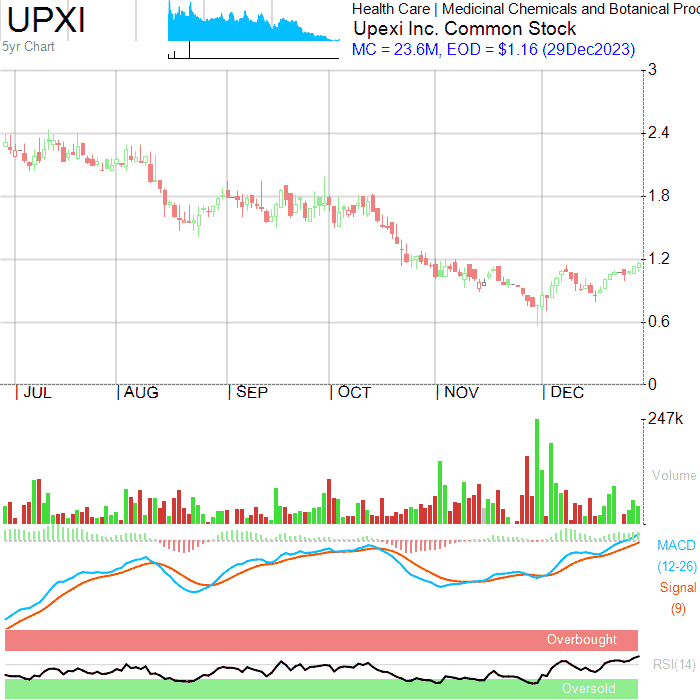 UPXI
5yr Chart
Health Care | Medicinal Chemicals and Botanical Proc
Upexi Inc. Common Stock
MC = 23.6M, EOD = $1.16 (29Dec2023)
3
2.4
1.8
1.2
0.6
0
JUL AUG SEP OCT NOV DEC
247k
Volume
MACD
(12-26)
Signal
(9)
Overbought
RSI(14)
Oversold